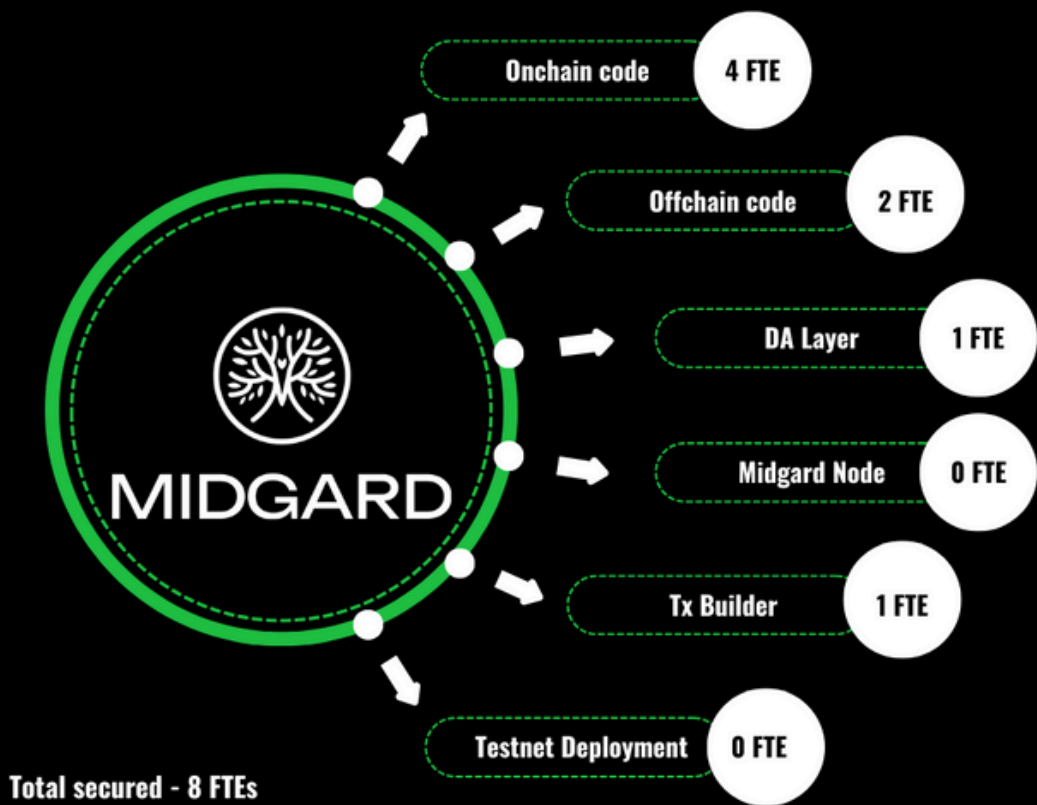 Onchain code
4 FTE
Offchain code
2 FTE
DA Layer
1 FTE
Midgard Node
0 FTE
MIDGARD
Tx Builder
1 FTE
Testnet Deployment
0 FTE
Total secured - 8 FTEs